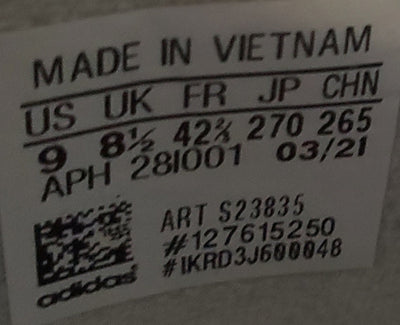 MADE IN VIETNAM
US UK FR JP CHN
9 8½ 42⅔ 270 265
APH 281001 03/21
ART S23835
#127615250
#IKRD3J600048
adidas